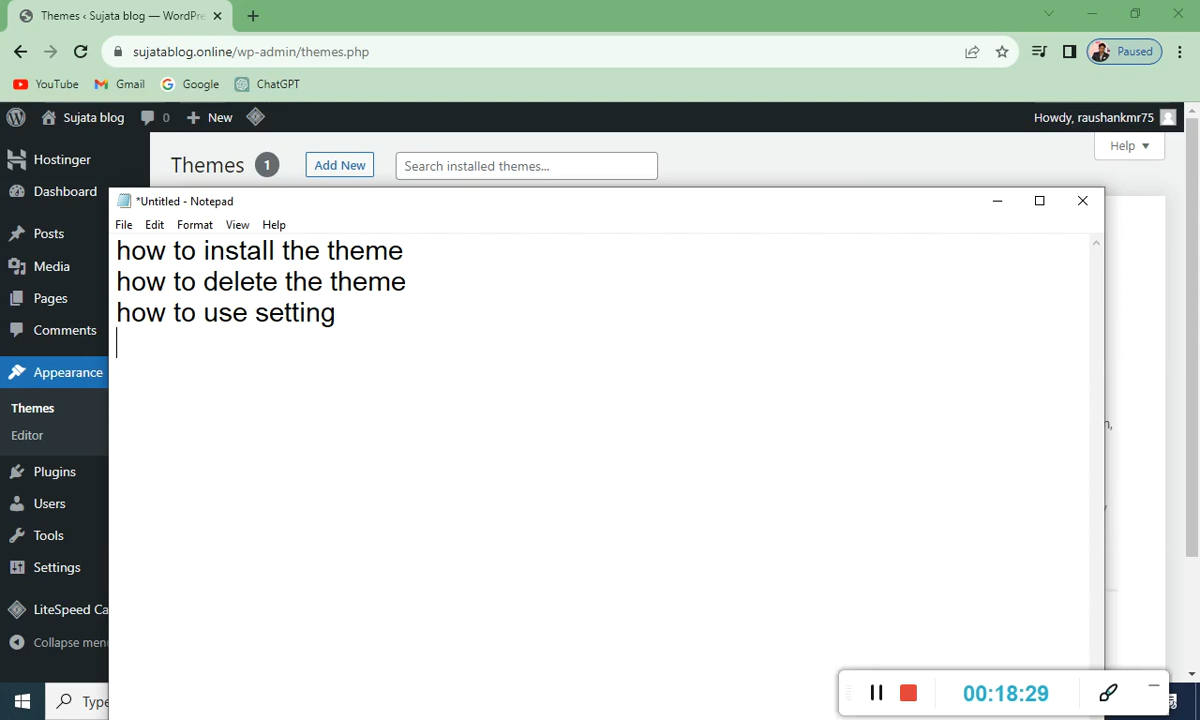 Themes ‹ Sujata blog — WordPre
sujatablog.online/wp-admin/themes.php
Paused
YouTube
Gmail
Google
ChatGPT
Sujata blog
0
New
Howdy, raushankmr75
Hostinger
Themes 1
Add New
Search installed themes...
Help
Dashboard
*Untitled - Notepad
File Edit Format View Help
how to install the theme
how to delete the theme
how to use setting
Posts
Media
Pages
Comments
Appearance
Themes
Editor
Plugins
Users
Tools
Settings
LiteSpeed Ca
Collapse men
Type
00:18:29